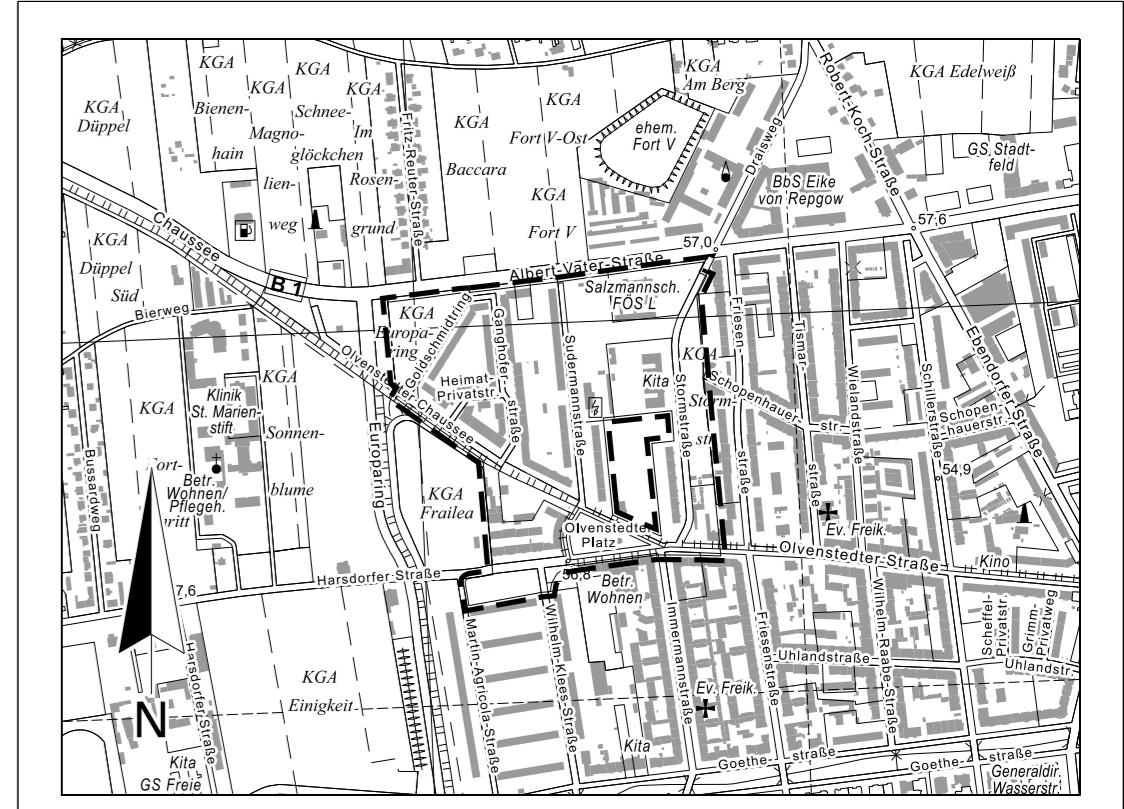 KGA
Düppel
KGA
Bienen-
hain
KGA
Magno-
lien-
weg
KGA
Schnee-
glöckchen
KGA
Im
Rosen-
grund
Fritz-Reuter-Straße
KGA
Baccara
KGA
Fort V-Ost
KGA
Fort V
ehem.
Fort V
KGA
Am Berg
Draisweg
Robert-Koch-Straße
KGA Edelweiß
GS Stadt-
feld
BbS Eike
von Repgow
57,6
57,0
Chaussee
B 1
Albert-Vater-Straße
Salzmannsch.
FÖS L
KGA
Düppel
Süd
Bierweg
KGA
Europa-
ring
Goldschmidtring
Ganghofer-
straße
Sudermannstraße
Heimat-
Privatstr.
Olvenstedter Chaussee
Kita
Stormstraße
KGA
Storm-
str.
Friesen-
straße
Tismar-
straße
Wielandstraße
Schopenhauer
str.
Schillerstraße
Schopen-
hauerstr.
Ebendorfer Straße
54,9
Klinik
St. Marien-
stift
KGA
Sonnen-
blume
KGA
Fort-
ritt
Betr.
Wohnen/
Pflegeh.
Bussardweg
Europaring
KGA
Frailea
Olvenstedter
Platz
Olvenstedter Straße
Ev. Freik.
Kino
Harsdorfer Straße
7,6
56,8
Betr.
Wohnen
Harsdorfer Straße
KGA
Einigkeit
Martin-Agricola-Straße
Wilhelm-Klees-Straße
Immermannstraße
Friesenstraße
Wilhelm-Raabe-Straße
Uhlandstraße
Uhlandstr.
Scheffel-
Privatstr.
Grimm-
Privatweg
Ev. Freik.
Kita
Goethe-
straße
Goethe-
straße
Generaldir.
Wasserstr.
N
Kita
GS Freie